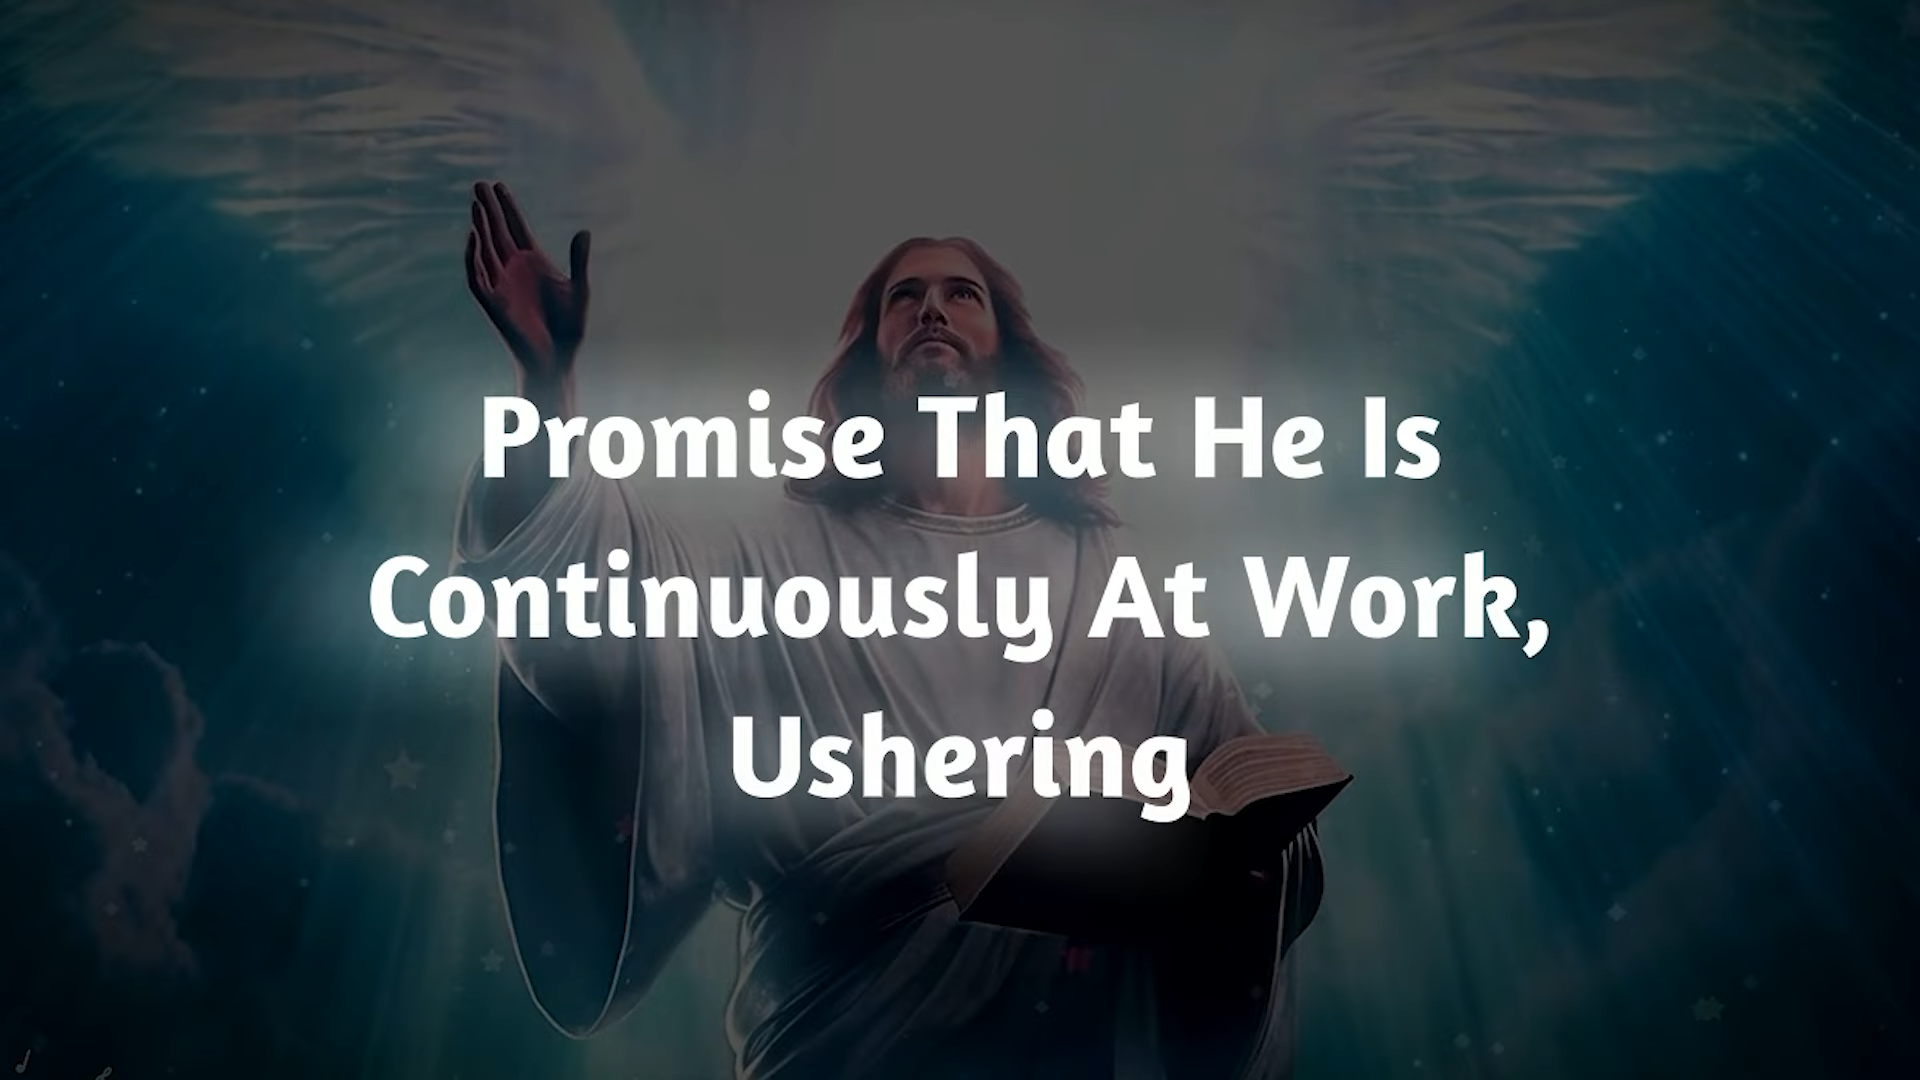 Promise That He Is
Continuously At Work,
Ushering